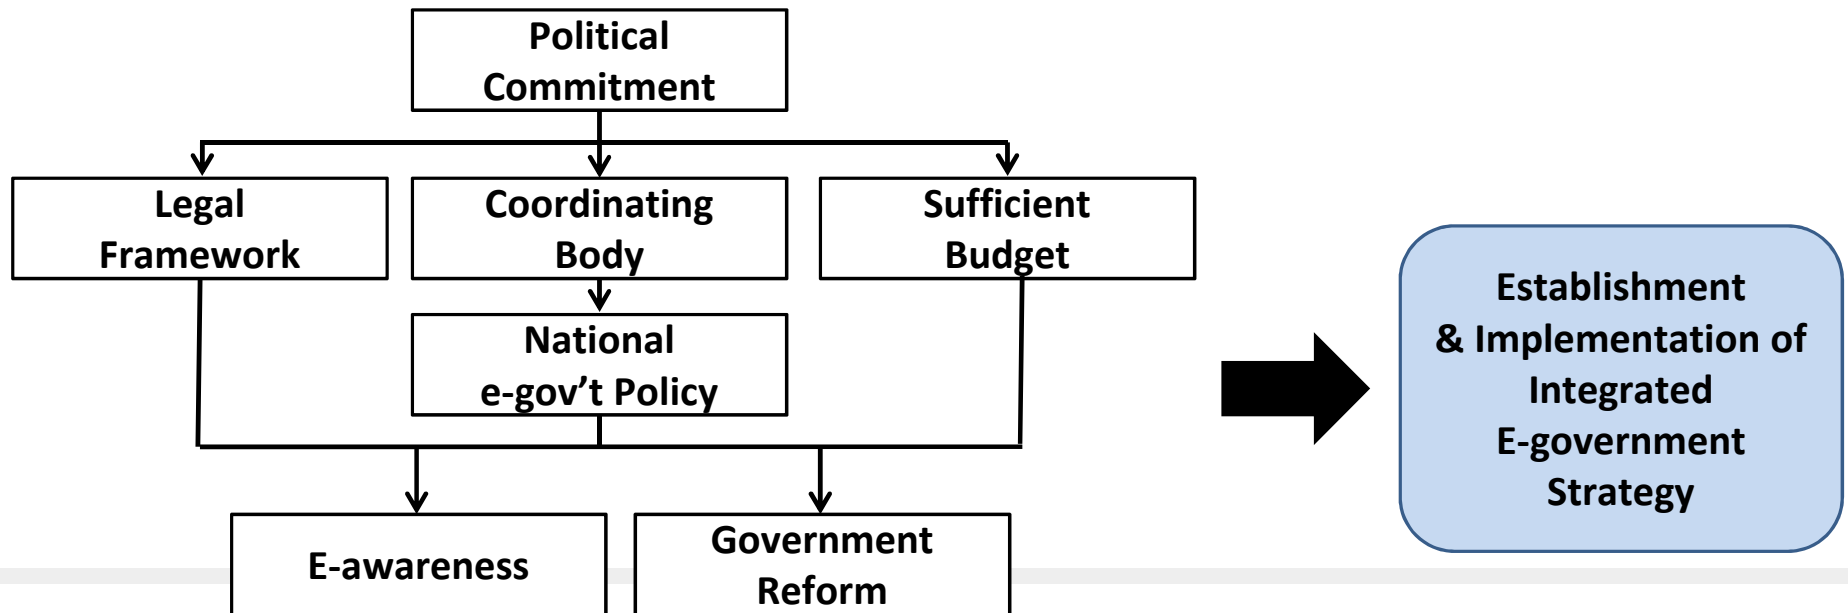 Political
Commitment
Legal
Framework
Coordinating
Body
Sufficient
Budget
National
e-gov’t Policy
E-awareness
Government
Reform
Establishment
& Implementation of
Integrated
E-government
Strategy